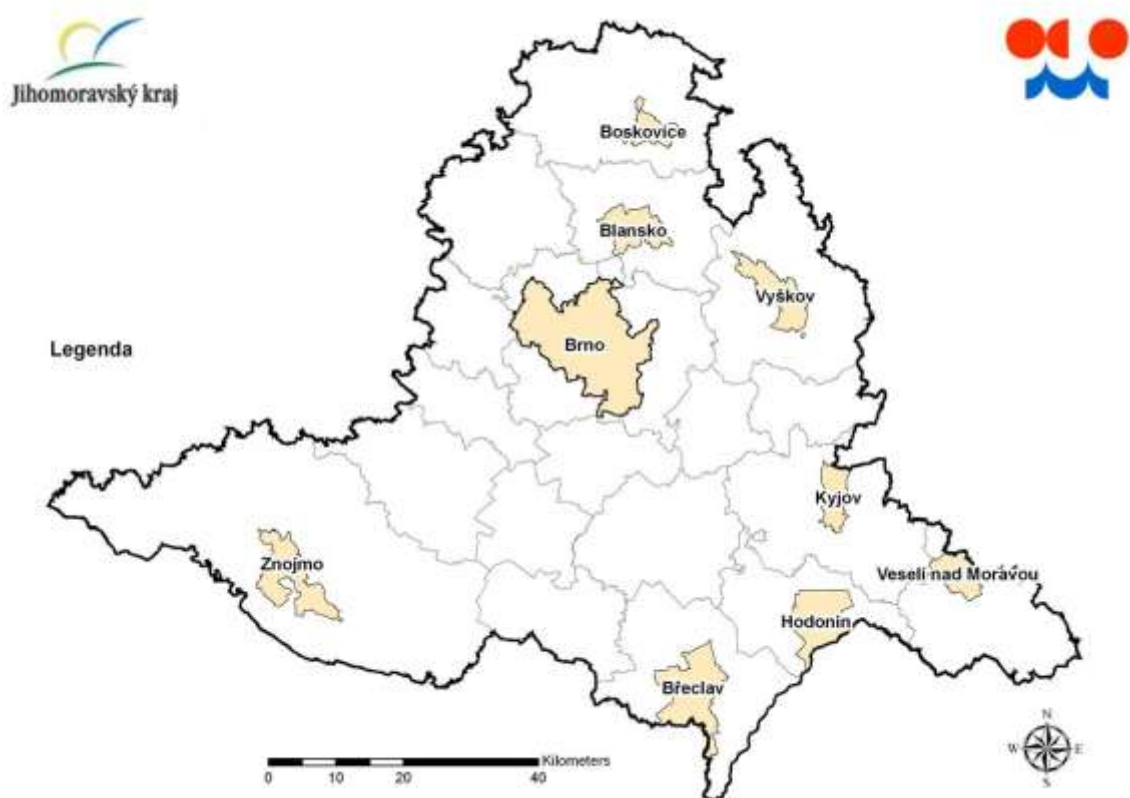 Jihomoravský kraj
Boskovice
Blansko
Vyškov
Brno
Legenda
Kyjov
Znojmo
Veselí nad Moravou
Hodonín
Břeclav
Kilometers
0 10 20 40
N
W E
S